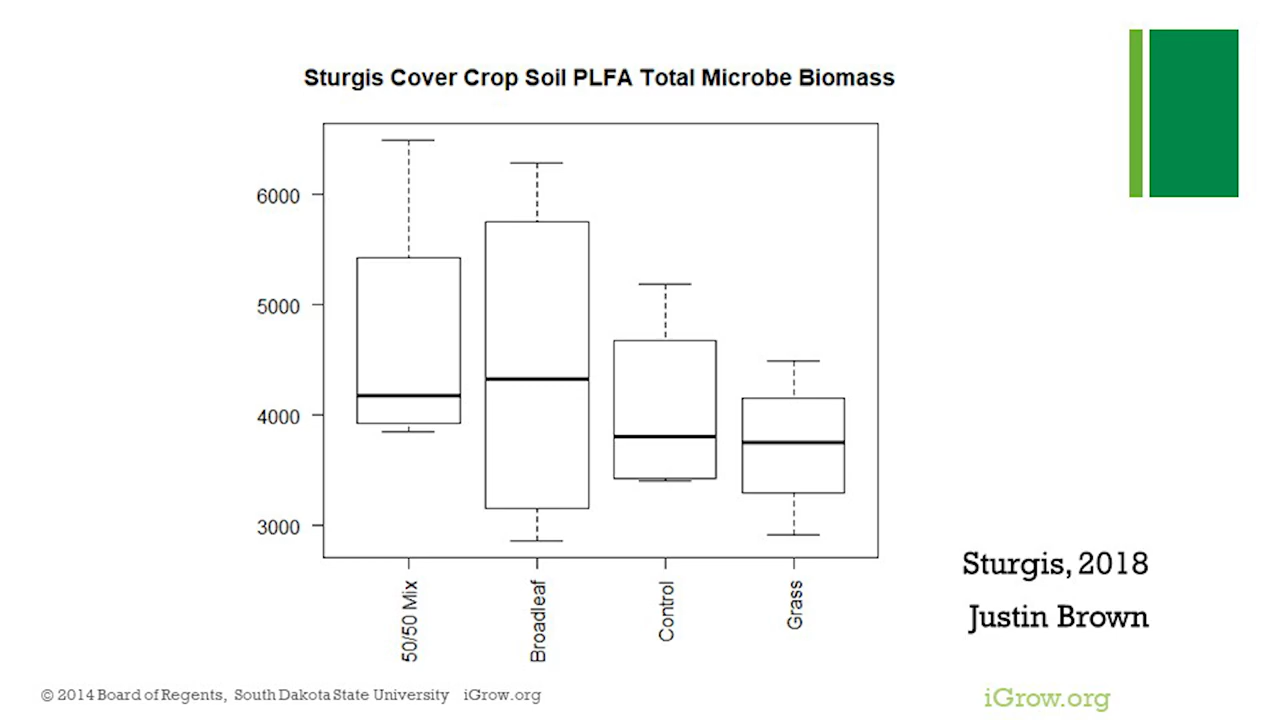 Sturgis Cover Crop Soil PLFA Total Microbe Biomass
6000
5000
4000
3000
50/50 Mix
Broadleaf
Control
Grass
Sturgis, 2018
Justin Brown
© 2014 Board of Regents, South Dakota State University iGrow.org
iGrow.org